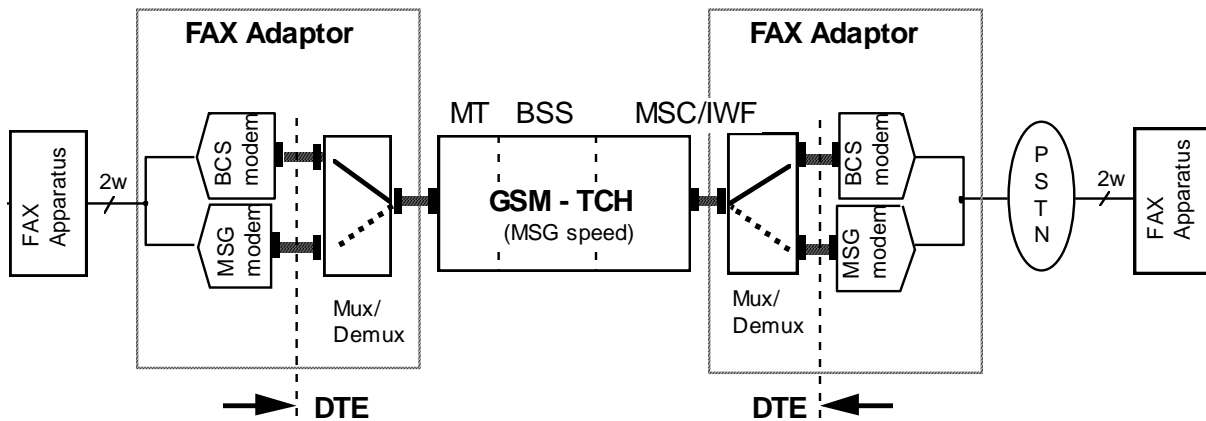 FAX Adaptor
FAX Adaptor
MT BSS MSC/IWF
FAX
Apparatus
2w
BCS
modem
MSG
modem
Mux/
Demux
GSM - TCH
(MSG speed)
Mux/
Demux
BCS
modem
MSG
modem
PSTN
2w
FAX
Apparatus
DTE
DTE